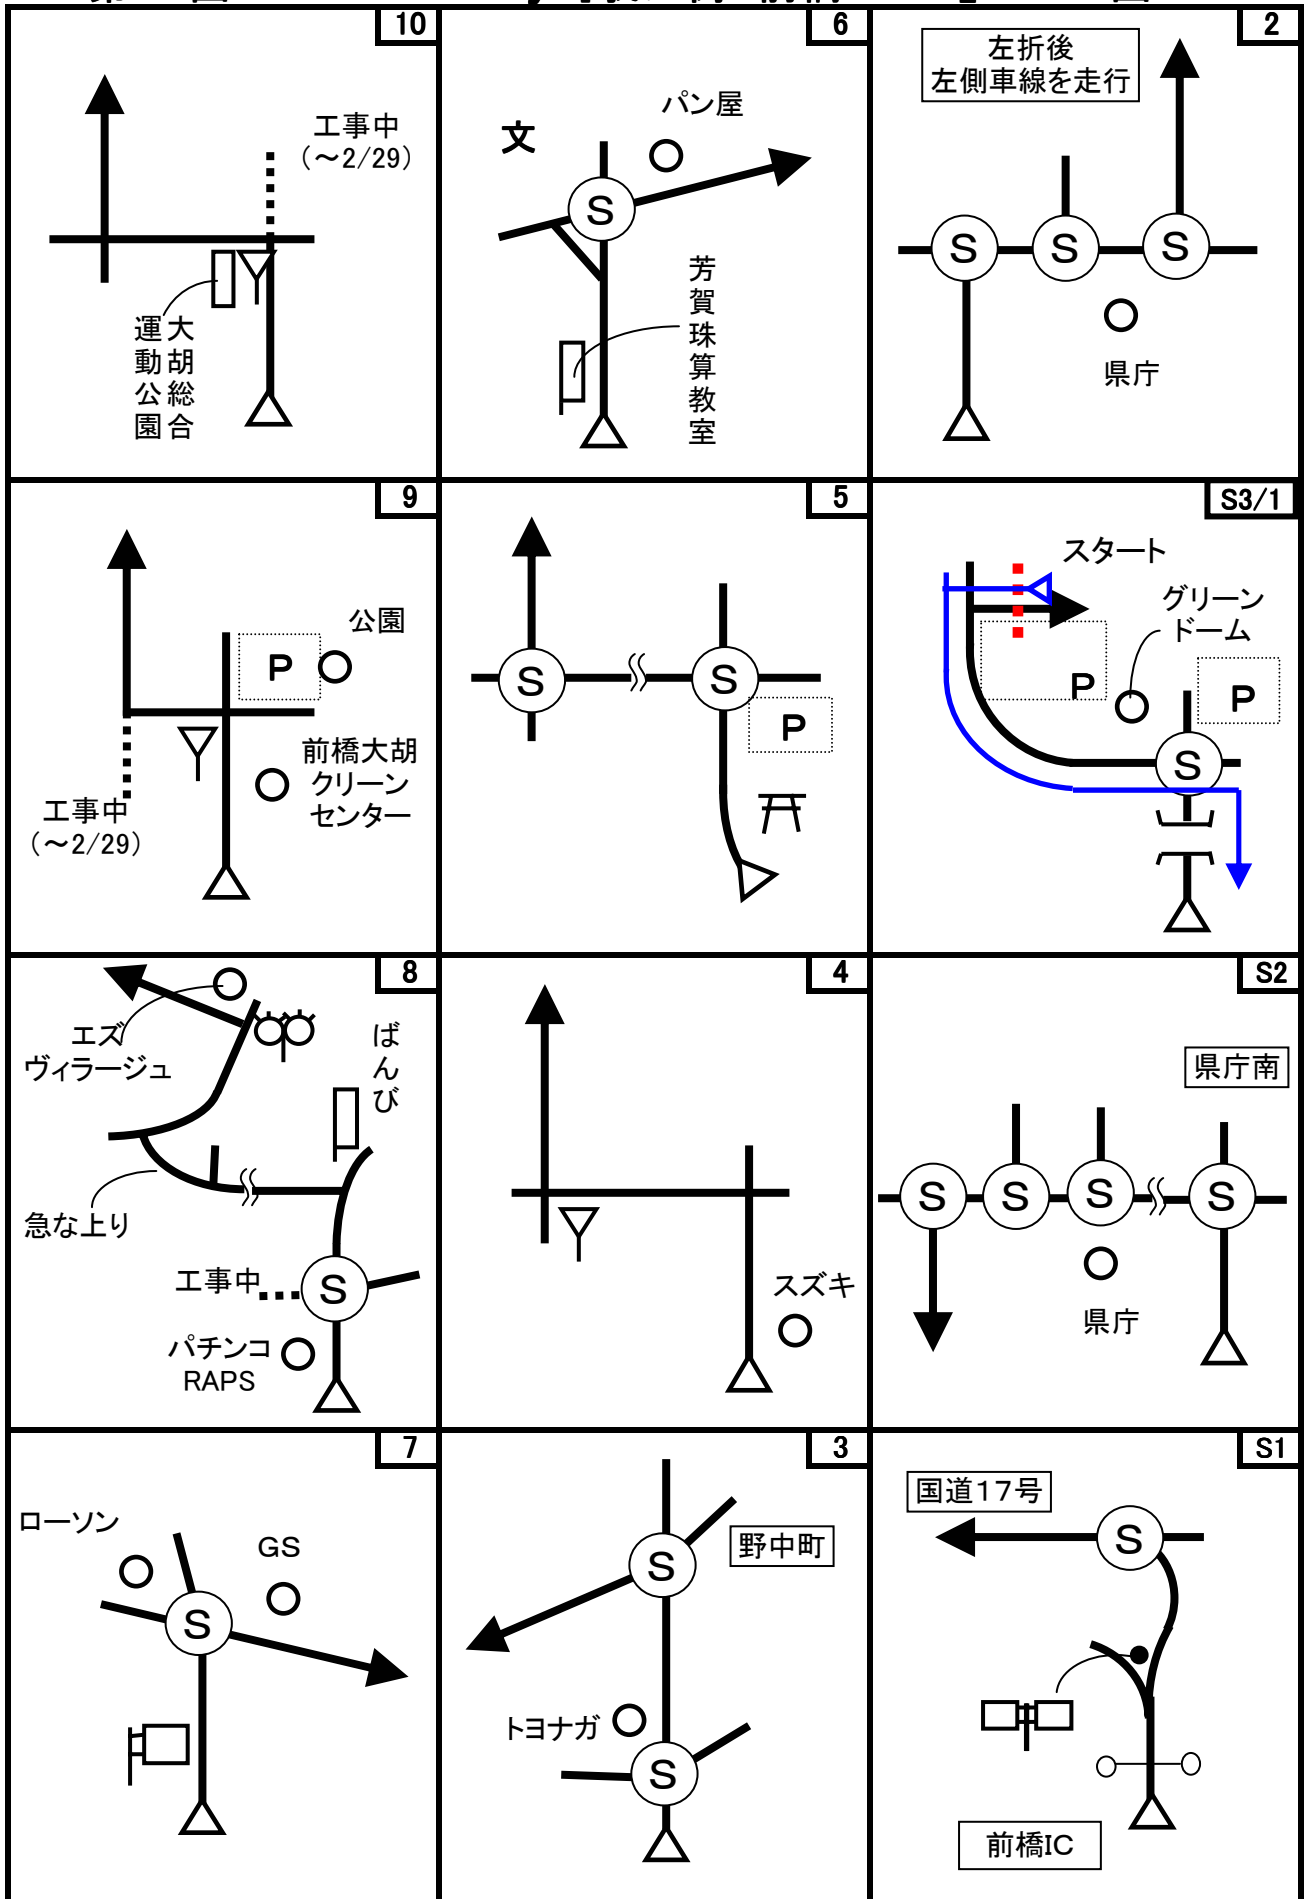 10
工事中
(～2/29)
大胡総合
運動公園
6
文
パン屋
S
芳賀珠算教室
2
左折後
左側車線を走行
S
S
S
県庁
9
公園
P
前橋大胡
クリーン
センター
工事中
(～2/29)
5
S
S
P
S3/1
スタート
グリーン
ドーム
P
P
S
8
エズ
ヴィラージュ
ばんび
急な上り
工事中
S
パチンコ
RAPS
4
スズキ
S2
県庁南
S
S
S
S
県庁
7
ローソン
GS
S
3
野中町
S
トヨナガ
S
S1
国道17号
S
前橋IC